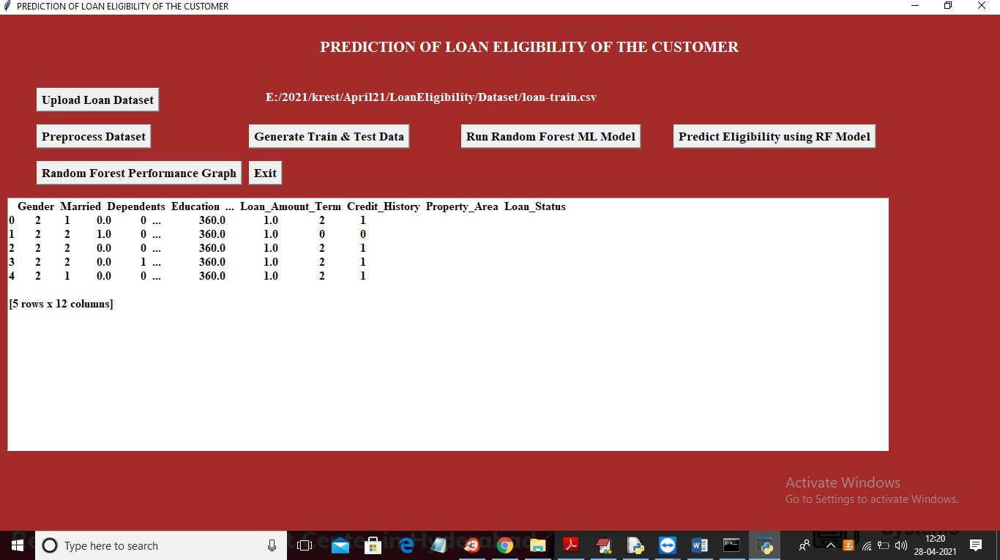 PREDICTION OF LOAN ELIGIBILITY OF THE CUSTOMER
PREDICTION OF LOAN ELIGIBILITY OF THE CUSTOMER
Upload Loan Dataset E:/2021/krest/April21/LoanEligibility/Dataset/loan-train.csv
Preprocess Dataset Generate Train & Test Data Run Random Forest ML Model Predict Eligibility using RF Model
Random Forest Performance Graph Exit
Gender Married Dependents Education ... Loan_Amount_Term Credit_History Property_Area Loan_Status
0 2 1 0.0 0 ... 360.0 1.0 2 1
1 2 2 1.0 0 ... 360.0 1.0 0 0
2 2 2 0.0 0 ... 360.0 1.0 2 1
3 2 2 0.0 1 ... 360.0 1.0 2 1
4 2 1 0.0 0 ... 360.0 1.0 2 1
[5 rows x 12 columns]
Activate Windows
Go to Settings to activate Windows.
Type here to search
12:20
28-04-2021